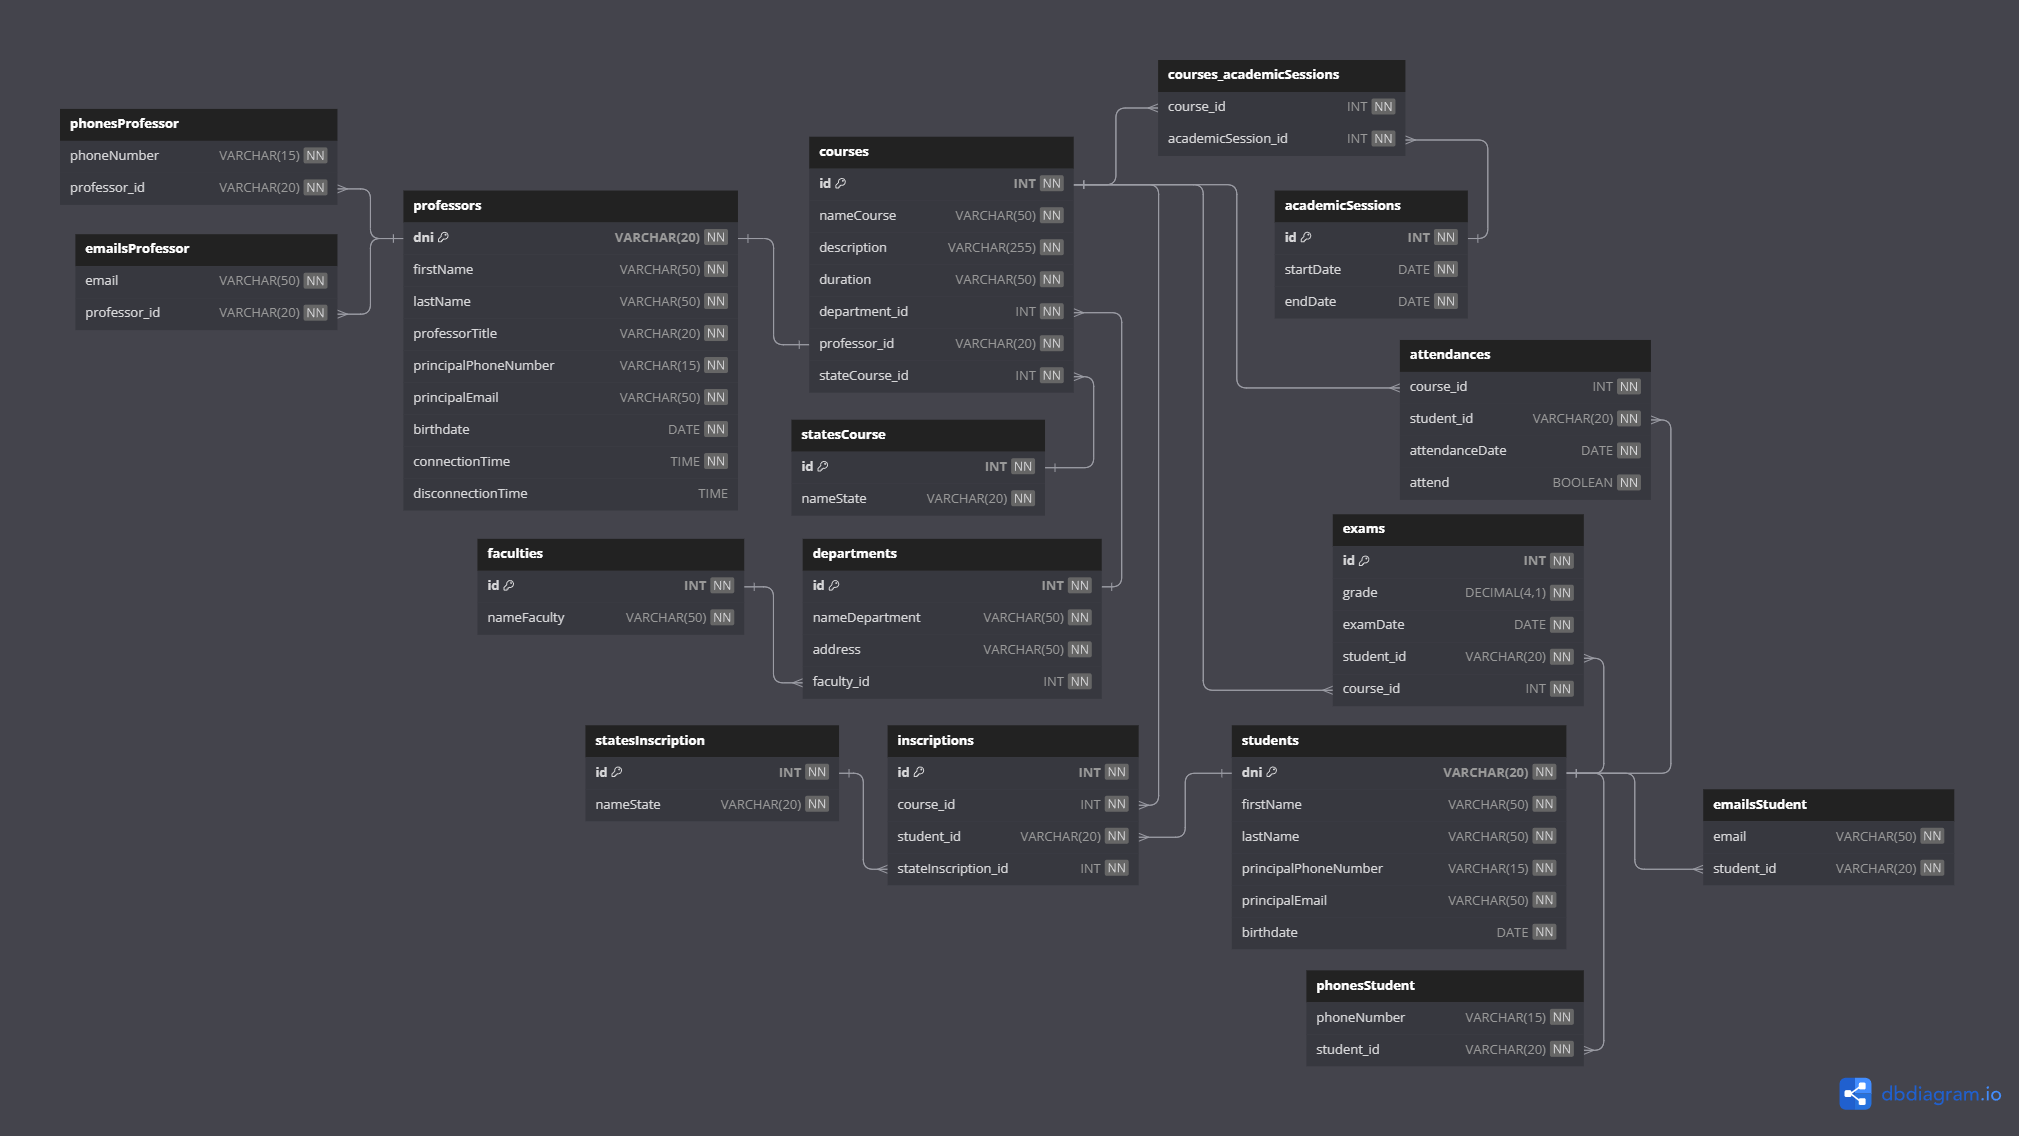 phonesProfessor
phoneNumber VARCHAR(15) NN
professor_id VARCHAR(20) NN
emailsProfessor
email VARCHAR(50) NN
professor_id VARCHAR(20) NN
professors
dni VARCHAR(20) NN
firstName VARCHAR(50) NN
lastName VARCHAR(50) NN
professorTitle VARCHAR(20) NN
principalPhoneNumber VARCHAR(15) NN
principalEmail VARCHAR(50) NN
birthdate DATE NN
connectionTime TIME NN
disconnectionTime TIME
courses
id INT NN
nameCourse VARCHAR(50) NN
description VARCHAR(255) NN
duration VARCHAR(50) NN
department_id INT NN
professor_id VARCHAR(20) NN
stateCourse_id INT NN
courses_academicSessions
course_id INT NN
academicSession_id INT NN
academicSessions
id INT NN
startDate DATE NN
endDate DATE NN
attendances
course_id INT NN
student_id VARCHAR(20) NN
attendanceDate DATE NN
attend BOOLEAN NN
statesCourse
id INT NN
nameState VARCHAR(20) NN
faculties
id INT NN
nameFaculty VARCHAR(50) NN
departments
id INT NN
nameDepartment VARCHAR(50) NN
address VARCHAR(50) NN
faculty_id INT NN
exams
id INT NN
grade DECIMAL(4,1) NN
examDate DATE NN
student_id VARCHAR(20) NN
course_id INT NN
statesInscription
id INT NN
nameState VARCHAR(20) NN
inscriptions
id INT NN
course_id INT NN
student_id VARCHAR(20) NN
stateInscription_id INT NN
students
dni VARCHAR(20) NN
firstName VARCHAR(50) NN
lastName VARCHAR(50) NN
principalPhoneNumber VARCHAR(15) NN
principalEmail VARCHAR(50) NN
birthdate DATE NN
emailsStudent
email VARCHAR(50) NN
student_id VARCHAR(20) NN
phonesStudent
phoneNumber VARCHAR(15) NN
student_id VARCHAR(20) NN
dbdiagram.io